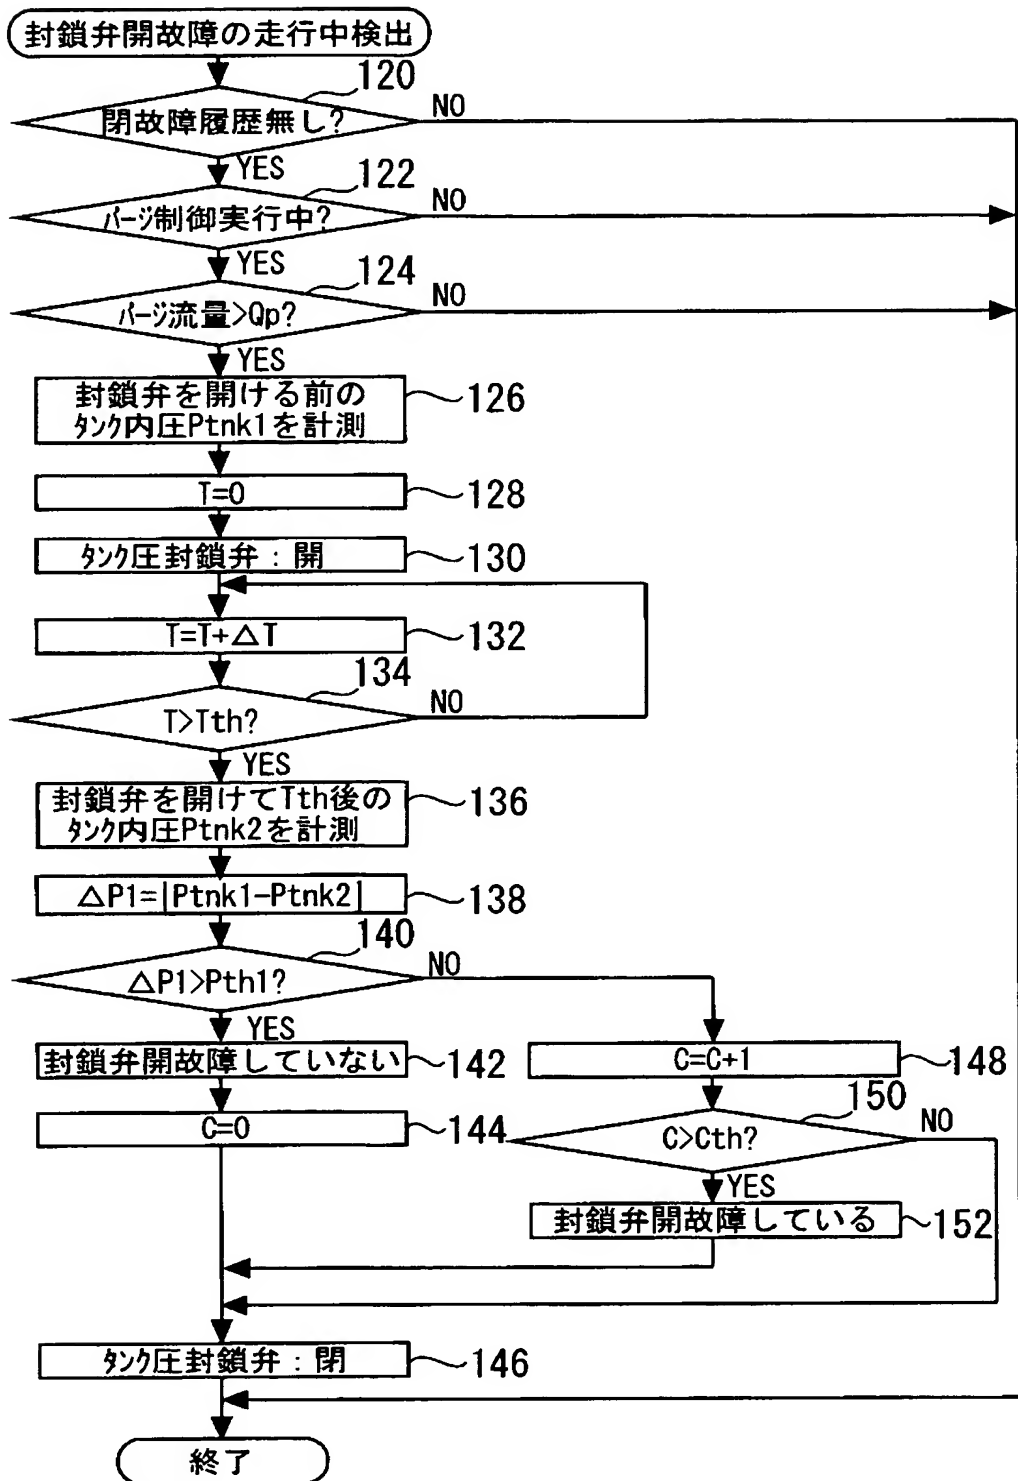 封鎖弁開故障の走行中検出
120
閉故障履歴無し?
NO
YES
122
パージ制御実行中?
NO
YES
124
パージ流量>Qp?
NO
YES
封鎖弁を開ける前の
タンク内圧Ptnk1を計測
126
T=0
128
タンク圧封鎖弁:開
130
T=T+△T
132
134
T>Tth?
NO
YES
封鎖弁を開けてTth後の
タンク内圧Ptnk2を計測
136
△P1=|Ptnk1-Ptnk2|
138
140
△P1>Pth1?
NO
YES
封鎖弁開故障していない
142
C=C+1
148
C=0
144
150
C>Cth?
NO
YES
封鎖弁開故障している
152
タンク圧封鎖弁:閉
146
終了